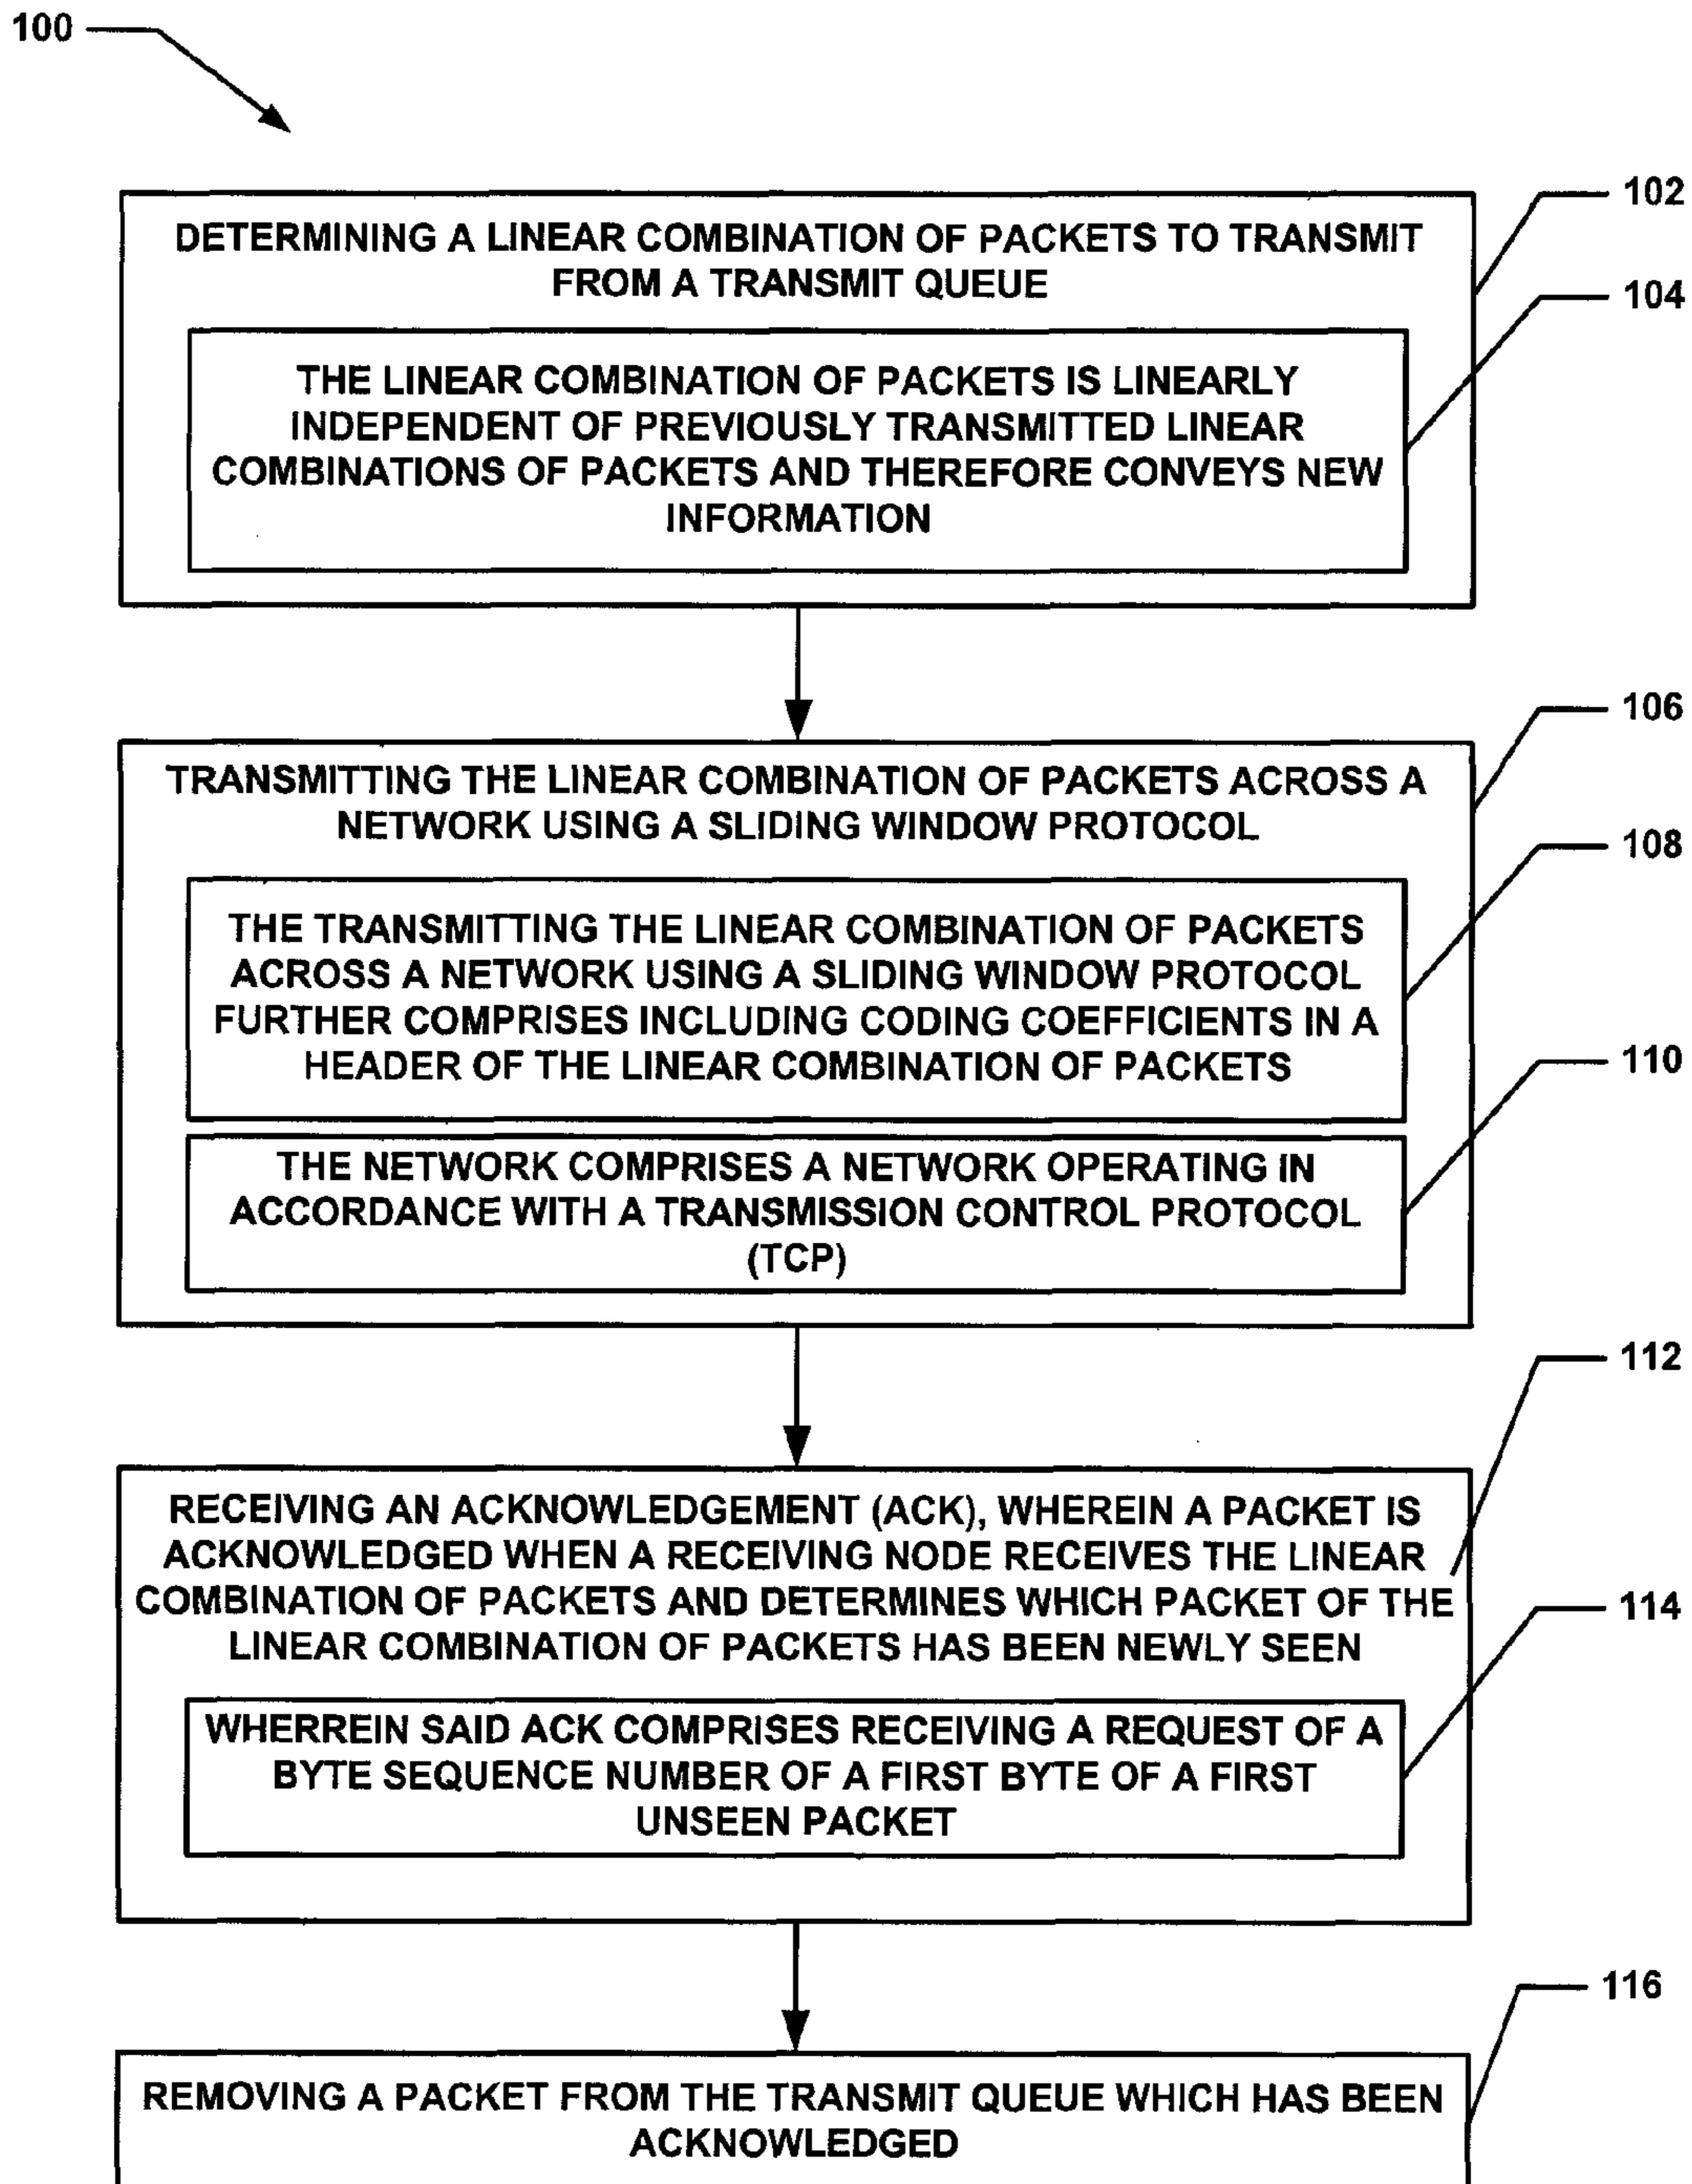 100
102
DETERMINING A LINEAR COMBINATION OF PACKETS TO TRANSMIT
FROM A TRANSMIT QUEUE
104
THE LINEAR COMBINATION OF PACKETS IS LINEARLY
INDEPENDENT OF PREVIOUSLY TRANSMITTED LINEAR
COMBINATIONS OF PACKETS AND THEREFORE CONVEYS NEW
INFORMATION
106
TRANSMITTING THE LINEAR COMBINATION OF PACKETS ACROSS A
NETWORK USING A SLIDING WINDOW PROTOCOL
108
THE TRANSMITTING THE LINEAR COMBINATION OF PACKETS
ACROSS A NETWORK USING A SLIDING WINDOW PROTOCOL
FURTHER COMPRISES INCLUDING CODING COEFFICIENTS IN A
HEADER OF THE LINEAR COMBINATION OF PACKETS
110
THE NETWORK COMPRISES A NETWORK OPERATING IN
ACCORDANCE WITH A TRANSMISSION CONTROL PROTOCOL
(TCP)
112
RECEIVING AN ACKNOWLEDGEMENT (ACK), WHEREIN A PACKET IS
ACKNOWLEDGED WHEN A RECEIVING NODE RECEIVES THE LINEAR
COMBINATION OF PACKETS AND DETERMINES WHICH PACKET OF THE
LINEAR COMBINATION OF PACKETS HAS BEEN NEWLY SEEN
114
WHERREIN SAID ACK COMPRISES RECEIVING A REQUEST OF A
BYTE SEQUENCE NUMBER OF A FIRST BYTE OF A FIRST
UNSEEN PACKET
116
REMOVING A PACKET FROM THE TRANSMIT QUEUE WHICH HAS BEEN
ACKNOWLEDGED